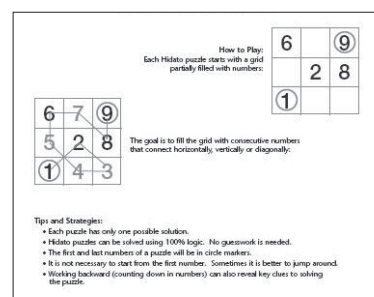 How to Play:
Each Hidato puzzle starts with a grid
partially filled with numbers:
6 9
2 8
1
6 7 9
5 2 8
1 4 3
The goal is to fill the grid with consecutive numbers
that connect horizontally, vertically or diagonally:
Tips and Strategies:
• Each puzzle has only one possible solution.
• Hidato puzzles can be solved using 100% logic. No guesswork is needed.
• The first and last numbers of a puzzle will be in circle markers.
• It is not necessary to start from the first number. Sometimes it is better to jump around.
• Working backward (counting down in numbers) can also reveal key clues to solving
the puzzle.